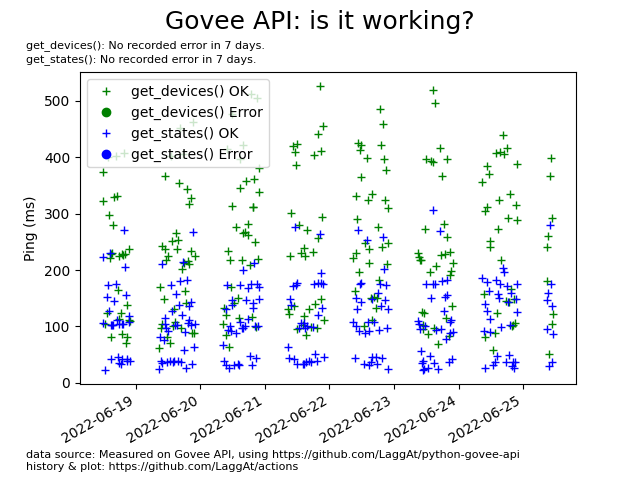 Govee API: is it working?
get_devices(): No recorded error in 7 days.
get_states(): No recorded error in 7 days.
get_devices() OK
get_devices() Error
get_states() OK
get_states() Error
Ping (ms)
500
400
300
200
100
0
2022-06-19
2022-06-20
2022-06-21
2022-06-22
2022-06-23
2022-06-24
2022-06-25
data source: Measured on Govee API, using https://github.com/LaggAt/python-govee-api
history & plot: https://github.com/LaggAt/actions